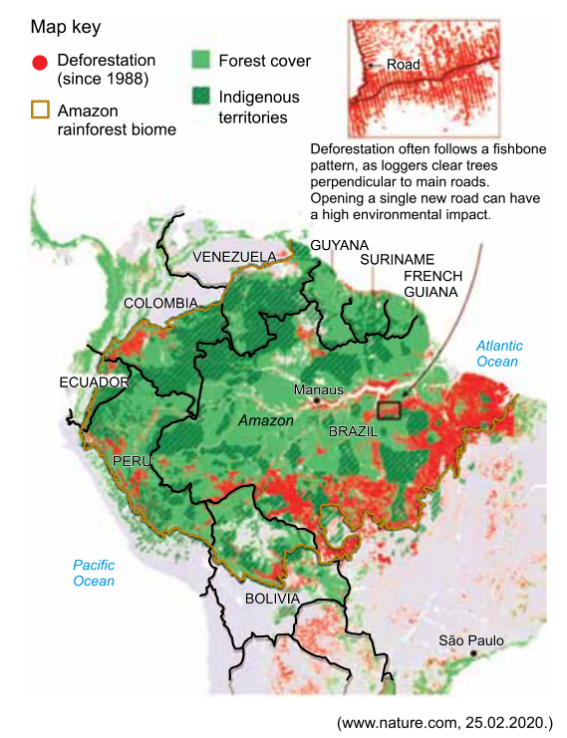 Map key
Deforestation
(since 1988)
Amazon
rainforest biome
Forest cover
Indigenous
territories
Road
Deforestation often follows a fishbone
pattern, as loggers clear trees
perpendicular to main roads.
Opening a single new road can have
a high environmental impact.
GUYANA
VENEZUELA
SURINAME
FRENCH
GUIANA
COLOMBIA
Atlantic
Ocean
ECUADOR
Manaus
Amazon
BRAZIL
PERU
Pacific
Ocean
BOLIVIA
São Paulo
(www.nature.com, 25.02.2020.)